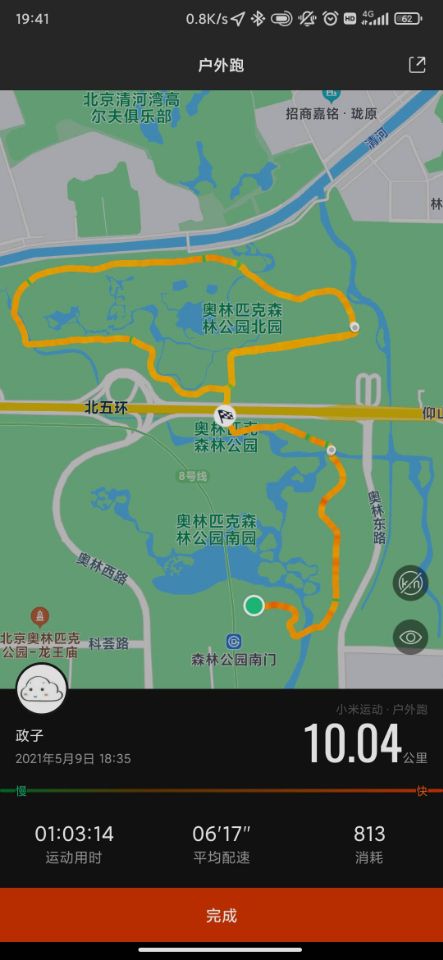 19:41
0.8K/s
HD
4G
62
户外跑
北京清河湾高
尔夫俱乐部
招商嘉铭·珑原
清河
林
奥林匹克森
林公园北园
北五环
仰山
奥林匹克
森林公园
8号线
奥林匹克森
林公园南园
奥林东路
奥林西路
km
北京奥林匹克
公园-龙王庙
科荟路
森林公园南门
小米运动·户外跑
政子
10.04公里
2021年5月9日 18:35
慢
快
01:03:14
06'17"
813
运动用时
平均配速
消耗
完成